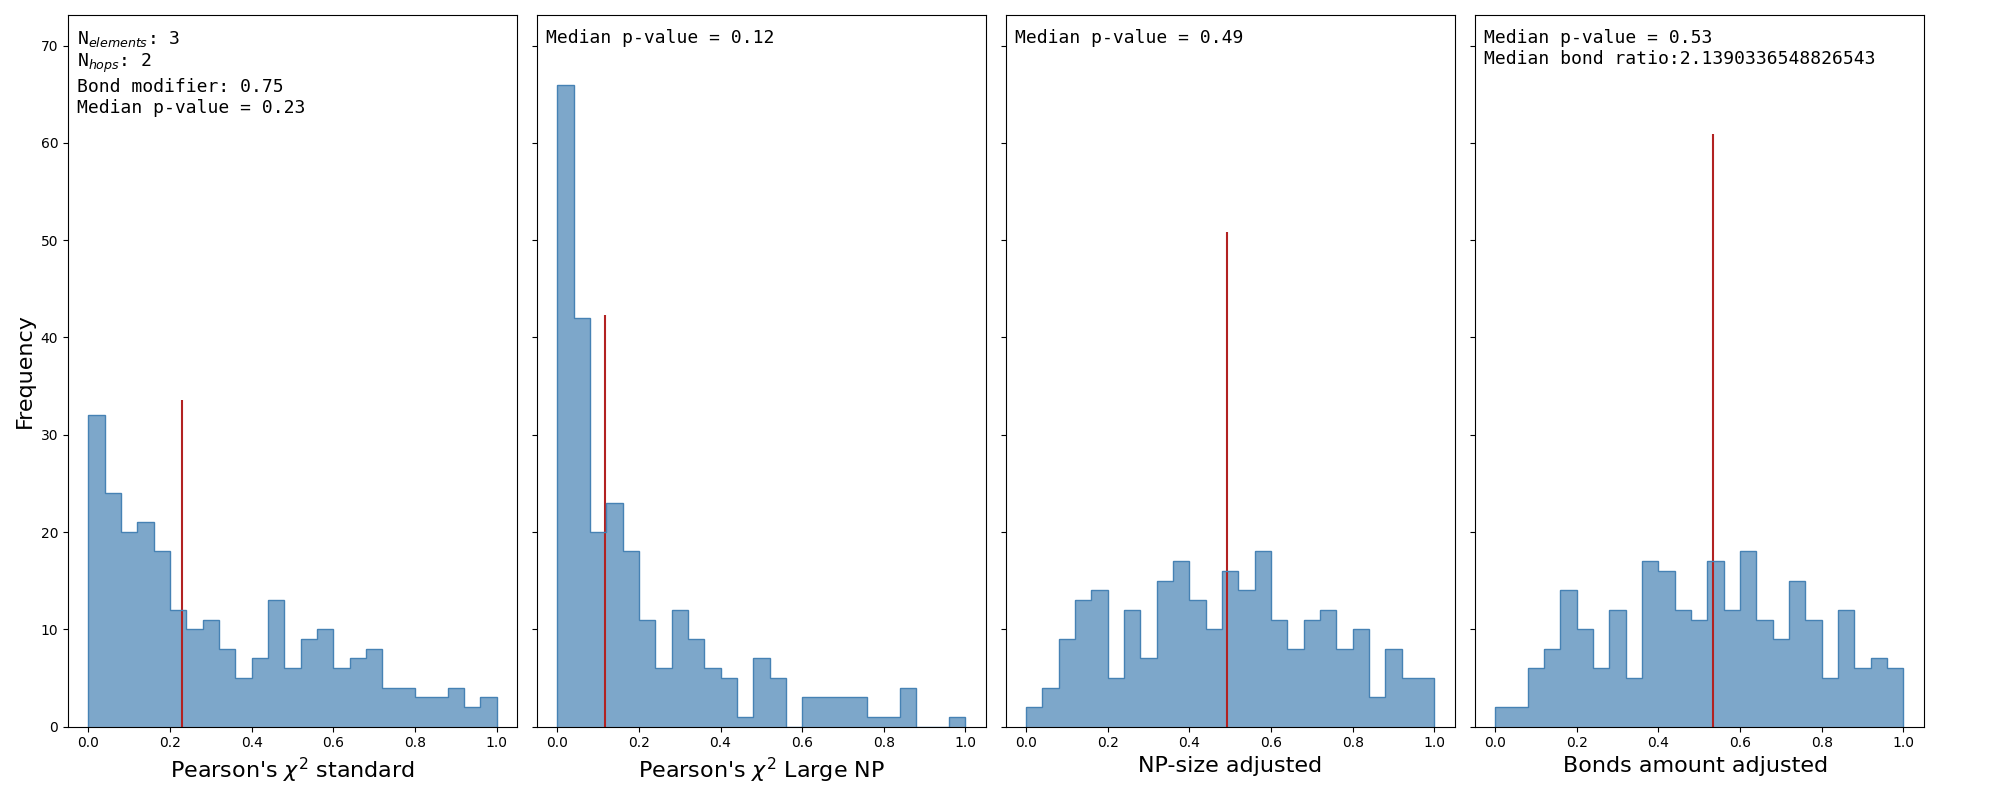 N_elements: 3
N_hops: 2
Bond modifier: 0.75
Median p-value = 0.23
Median p-value = 0.12
Median p-value = 0.49
Median p-value = 0.53
Median bond ratio:2.1390336548826543
Frequency
70
60
50
40
30
20
10
0
0.0 0.2 0.4 0.6 0.8 1.0
0.0 0.2 0.4 0.6 0.8 1.0
0.0 0.2 0.4 0.6 0.8 1.0
0.0 0.2 0.4 0.6 0.8 1.0
Pearson's χ² standard
Pearson's χ² Large NP
NP-size adjusted
Bonds amount adjusted